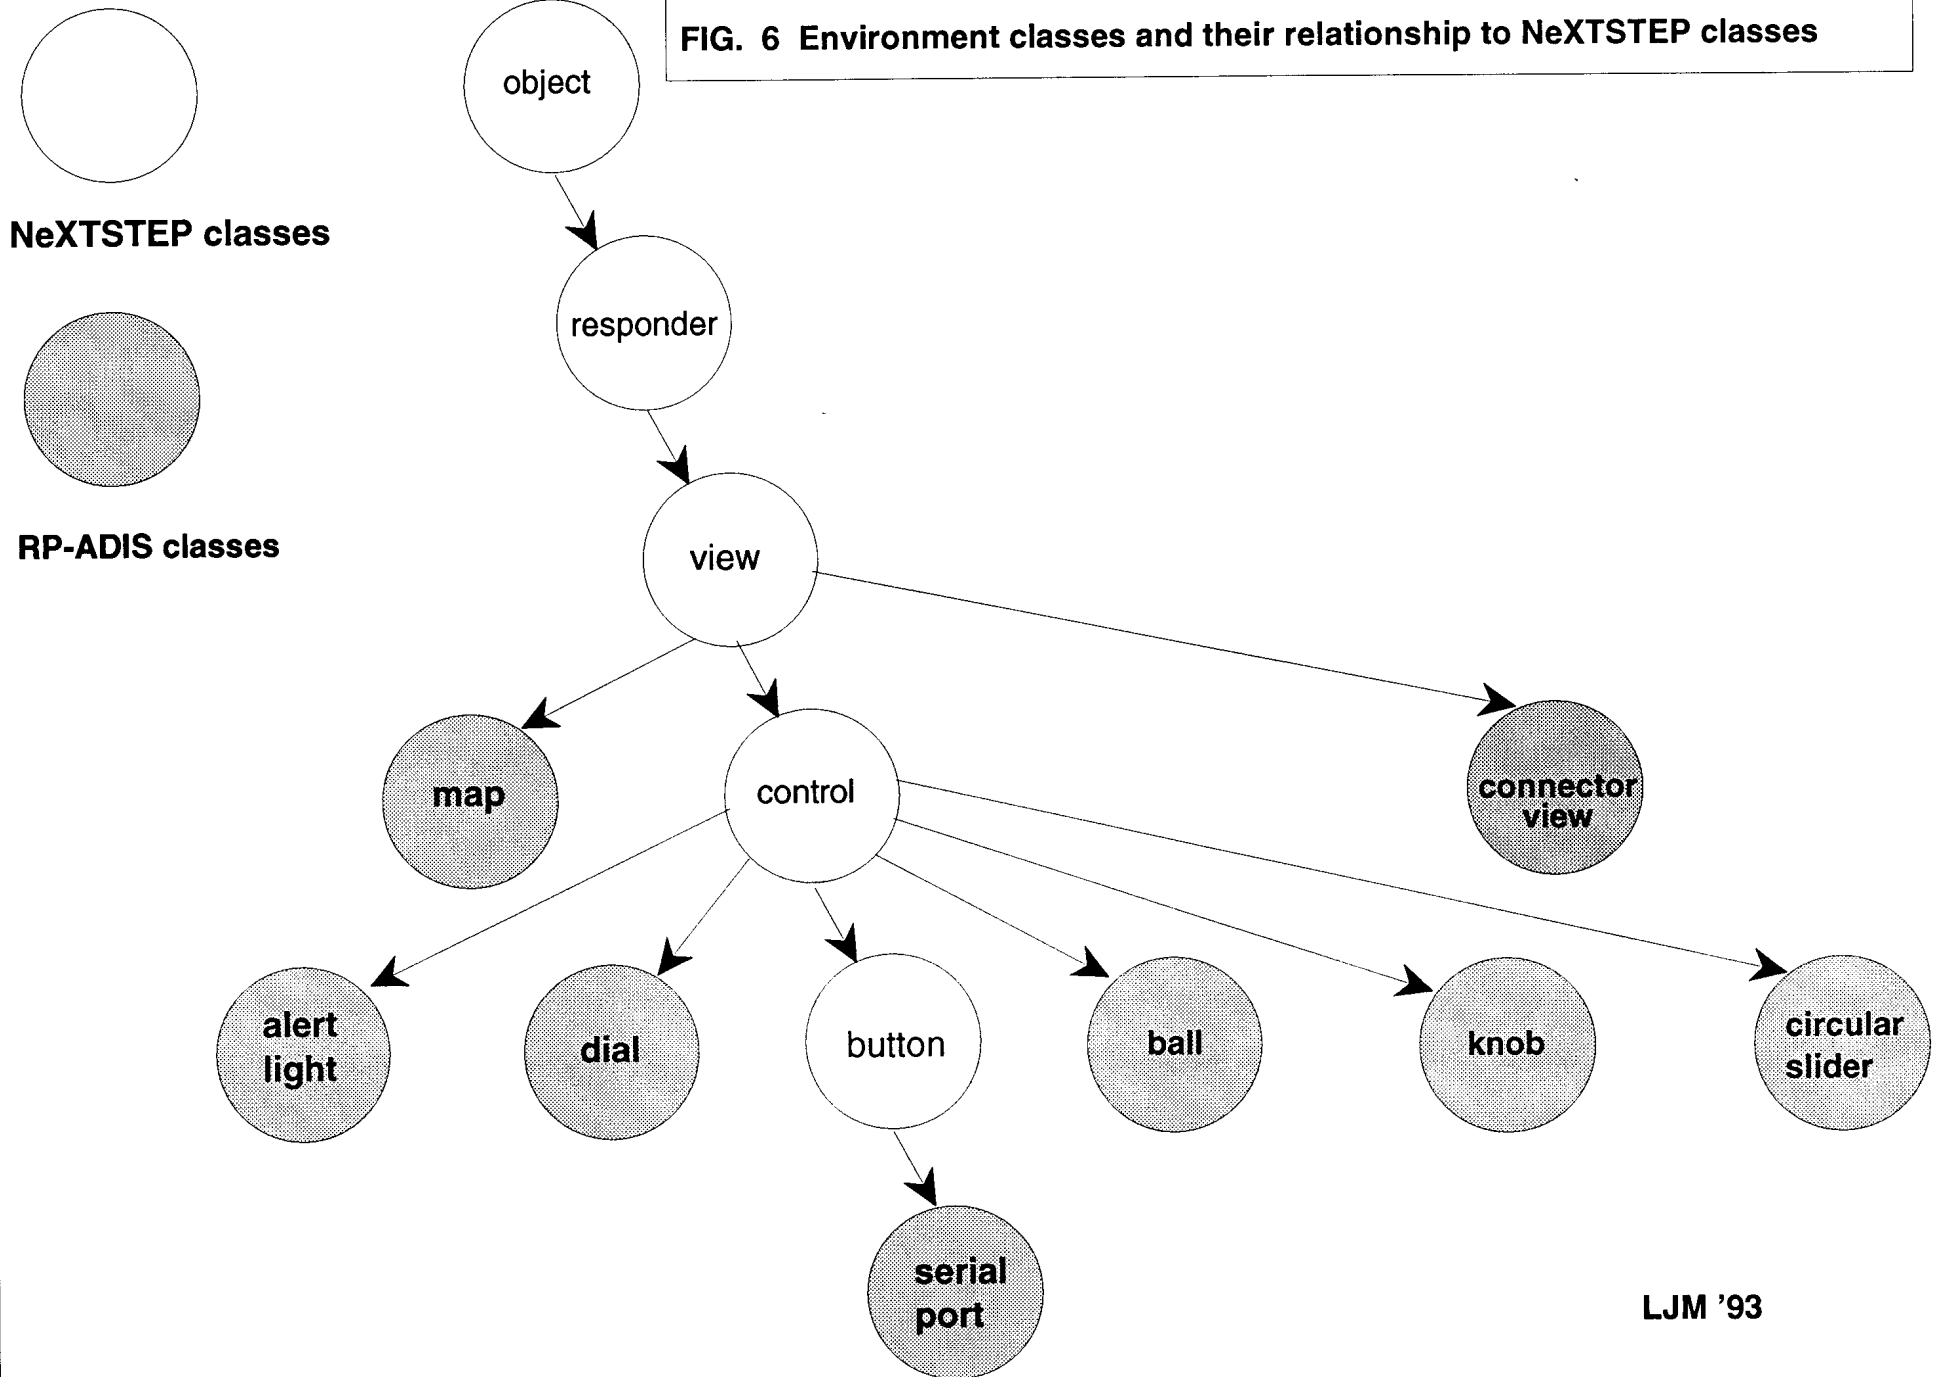 FIG. 6 Environment classes and their relationship to NeXTSTEP classes
object
NeXTSTEP classes
responder
RP-ADIS classes
view
map
control
connector
view
alert
light
dial
button
ball
knob
circular
slider
serial
port
LJM '93